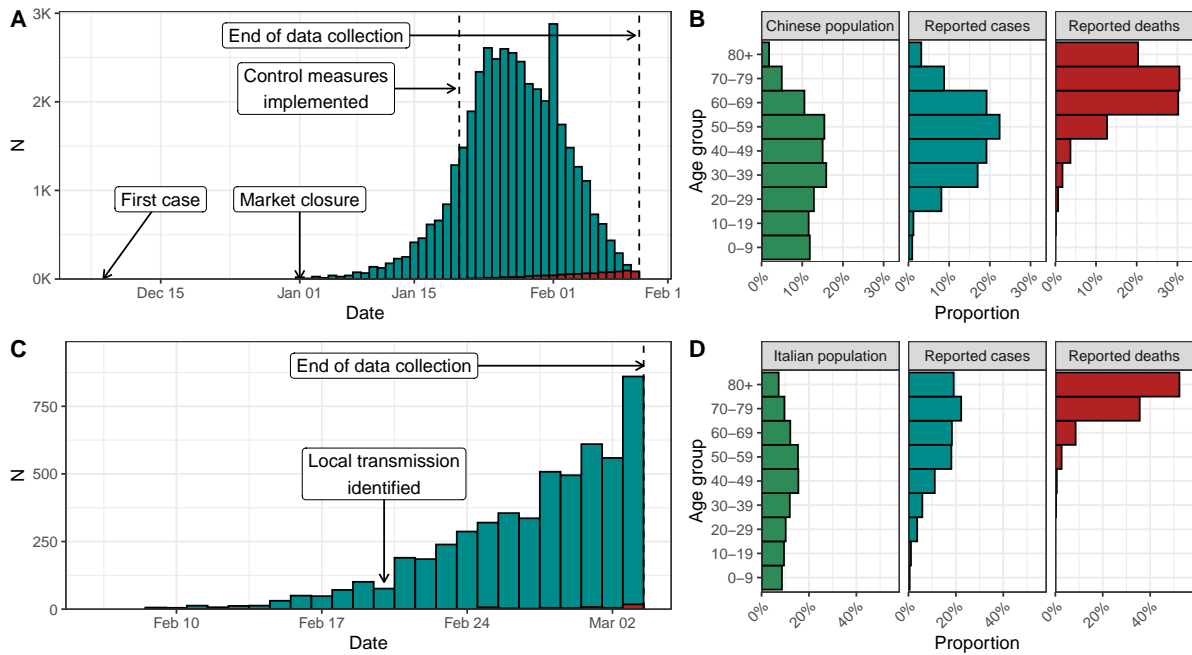 A
3K
2K
1K
0K
N
End of data collection
Control measures
implemented
First case
Market closure
Dec 15
Jan 01
Jan 15
Feb 01
Feb 1
Date
B
Chinese population
Reported cases
Reported deaths
80+
70−79
60−69
50−59
40−49
30−39
20−29
10−19
0−9
Age group
0%
10%
20%
30%
0%
10%
20%
30%
0%
10%
20%
30%
Proportion
C
750
500
250
0
N
End of data collection
Local transmission
identified
Feb 10
Feb 17
Feb 24
Mar 02
Date
D
Italian population
Reported cases
Reported deaths
80+
70−79
60−69
50−59
40−49
30−39
20−29
10−19
0−9
Age group
0%
20%
40%
0%
20%
40%
0%
20%
40%
Proportion